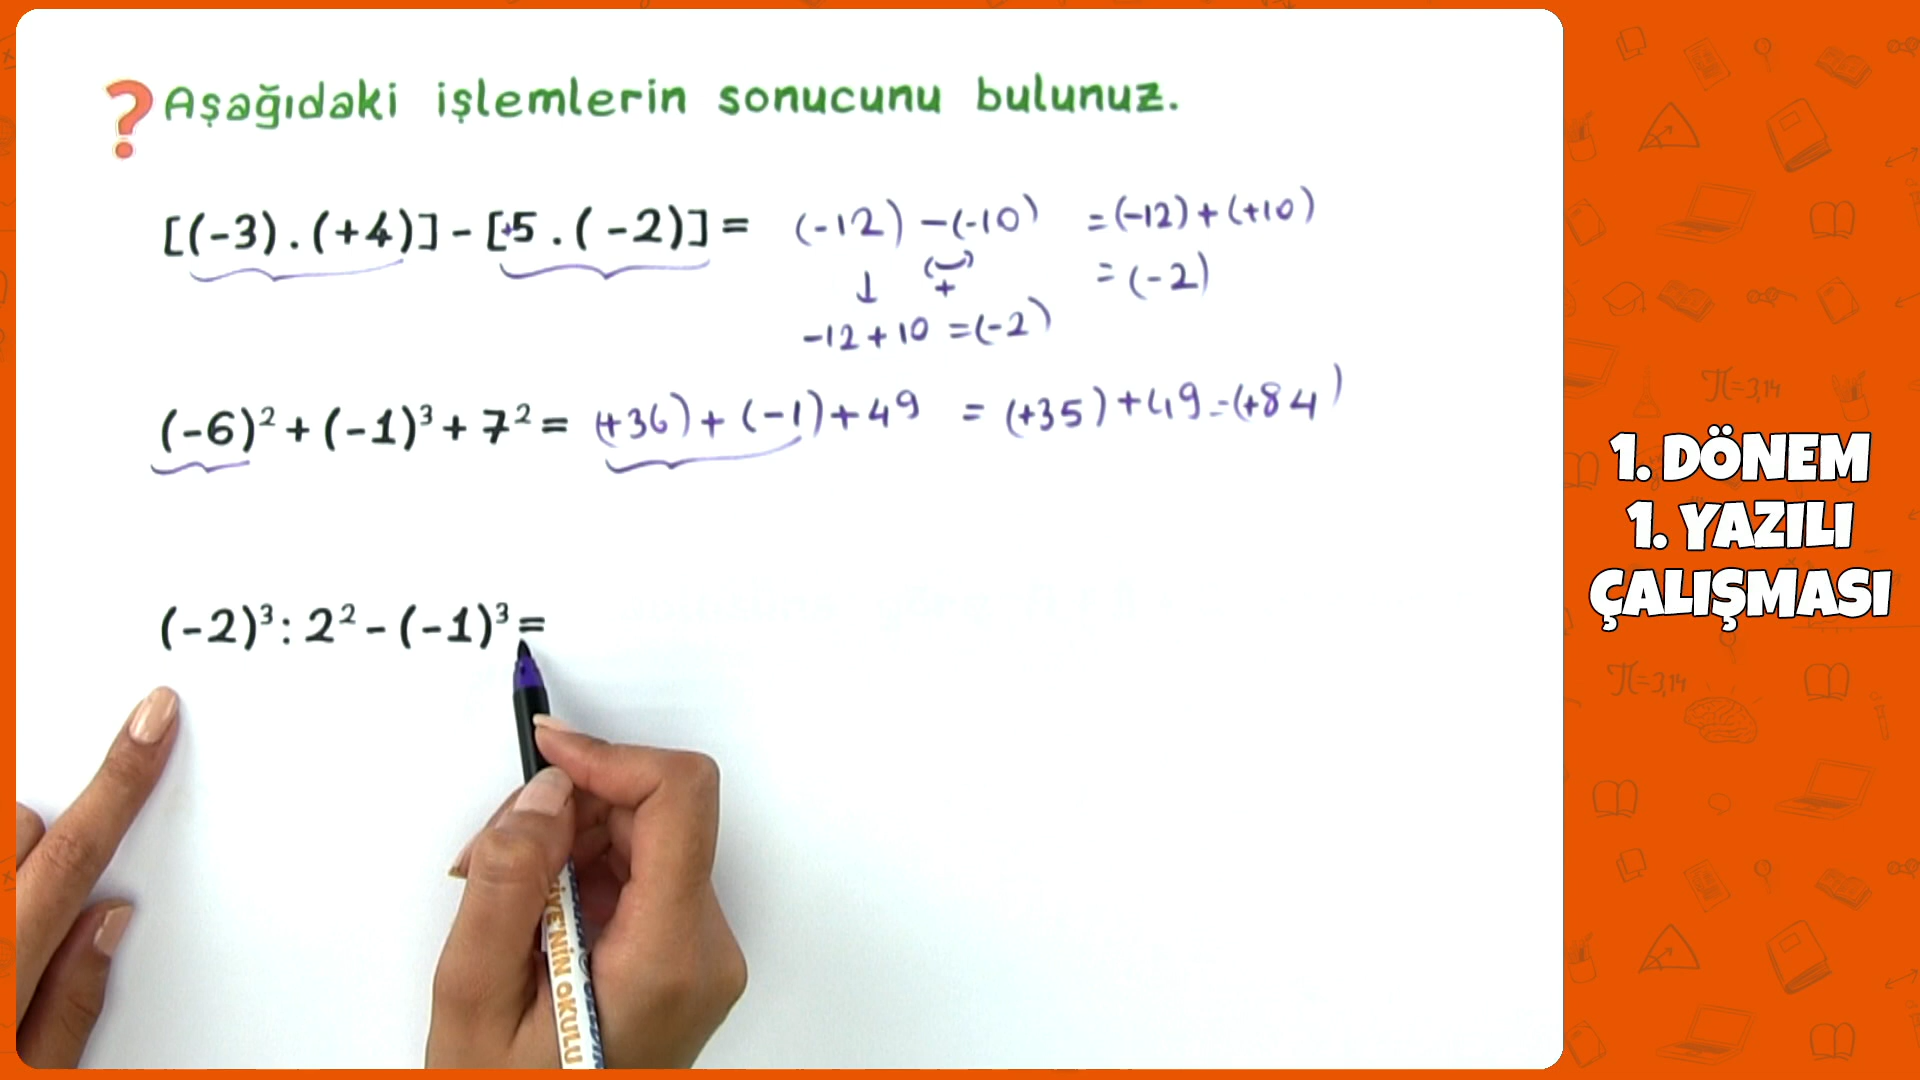 ? Aşağıdaki işlemlerin sonucunu bulunuz.
[(-3).(+4)]-[+5.(-2)]= (-12)-(-10) =(-12)+(+10)
↓ + =(-2)
-12+10=(-2)
(-6)²+(-1)³+7²= (+36)+(-1)+49 = (+35)+49=(+84)
(-2)³:2²-(-1)³=
1. DÖNEM
1. YAZILI
ÇALIŞMASI
π=3,14
π=3,14
İYENİN OKULU